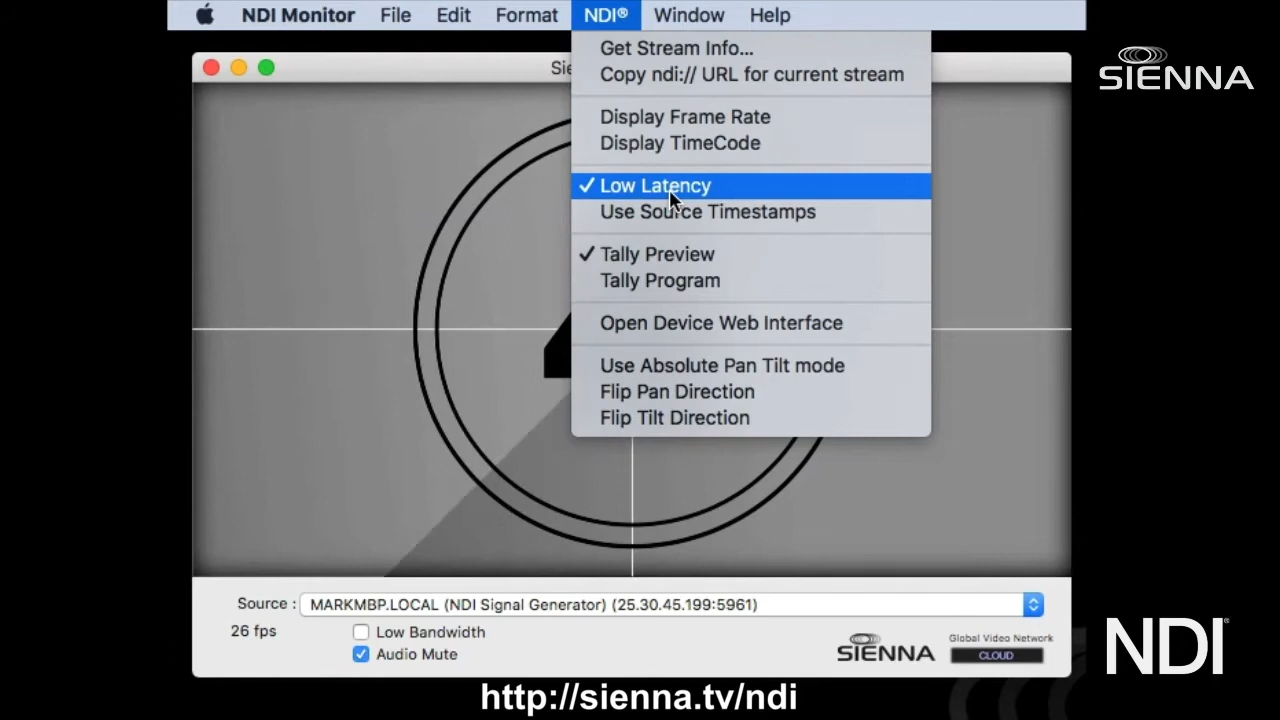 NDI Monitor File Edit Format NDI® Window Help
Get Stream Info...
Copy ndi:// URL for current stream
Display Frame Rate
Display TimeCode
✓ Low Latency
Use Source Timestamps
✓ Tally Preview
Tally Program
Open Device Web Interface
Use Absolute Pan Tilt mode
Flip Pan Direction
Flip Tilt Direction
Sie
SIENNA
Source : MARKMBP.LOCAL (NDI Signal Generator) (25.30.45.199:5961)
26 fps
Low Bandwidth
Audio Mute
SIENNA
Global Video Network
CLOUD
NDI®
http://sienna.tv/ndi